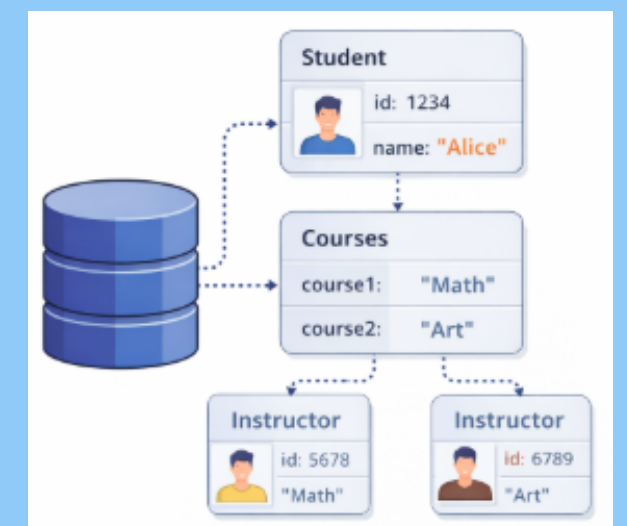 Student
id: 1234
name: "Alice"
Courses
course1: "Math"
course2: "Art"
Instructor
id: 5678
"Math"
Instructor
id: 6789
"Art"